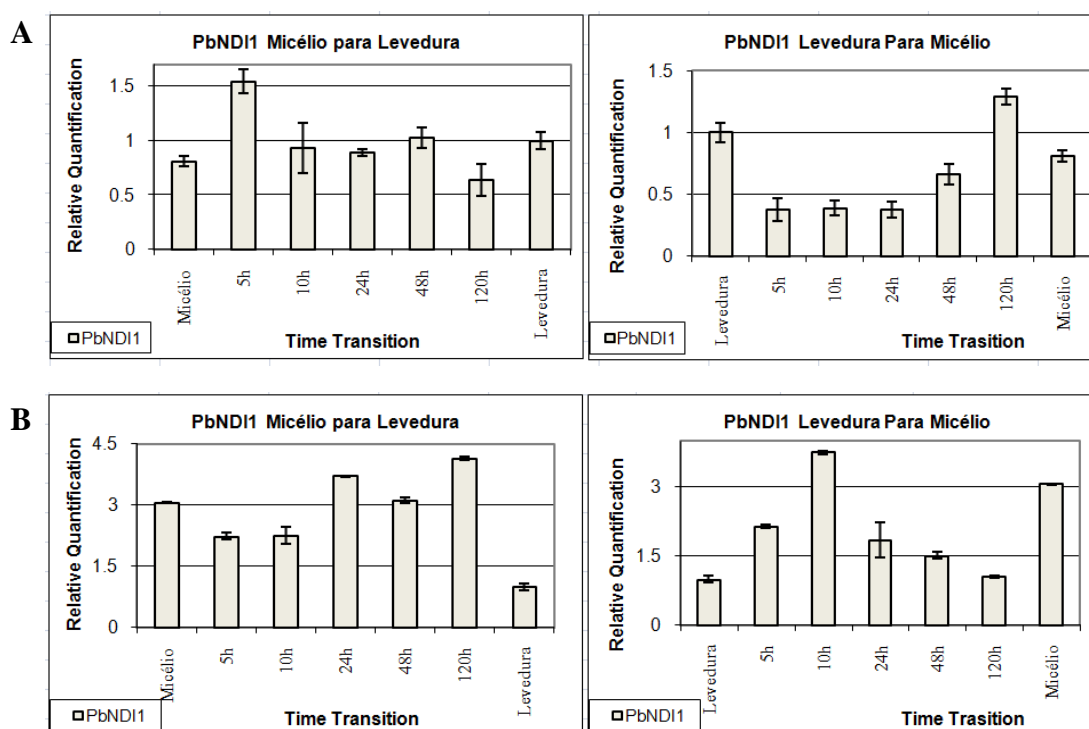 A
PbNDI1 Micélio para Levedura
Relative Quantification
1.5
1
0.5
0
Micélio
5h
10h
24h
48h
120h
Levedura
PbNDI1
Time Transition
PbNDI1 Levedura Para Micélio
Relative Quantification
1.5
1
0.5
0
Levedura
5h
10h
24h
48h
120h
Micélio
PbNDI1
Time Trasition
B
PbNDI1 Micélio para Levedura
Relative Quantification
4.5
3
1.5
0
Micélio
5h
10h
24h
48h
120h
Levedura
PbNDI1
Time Transition
PbNDI1 Levedura Para Micélio
Relative Quantification
3
1.5
0
Levedura
5h
10h
24h
48h
120h
Micélio
PbNDI1
Time Trasition